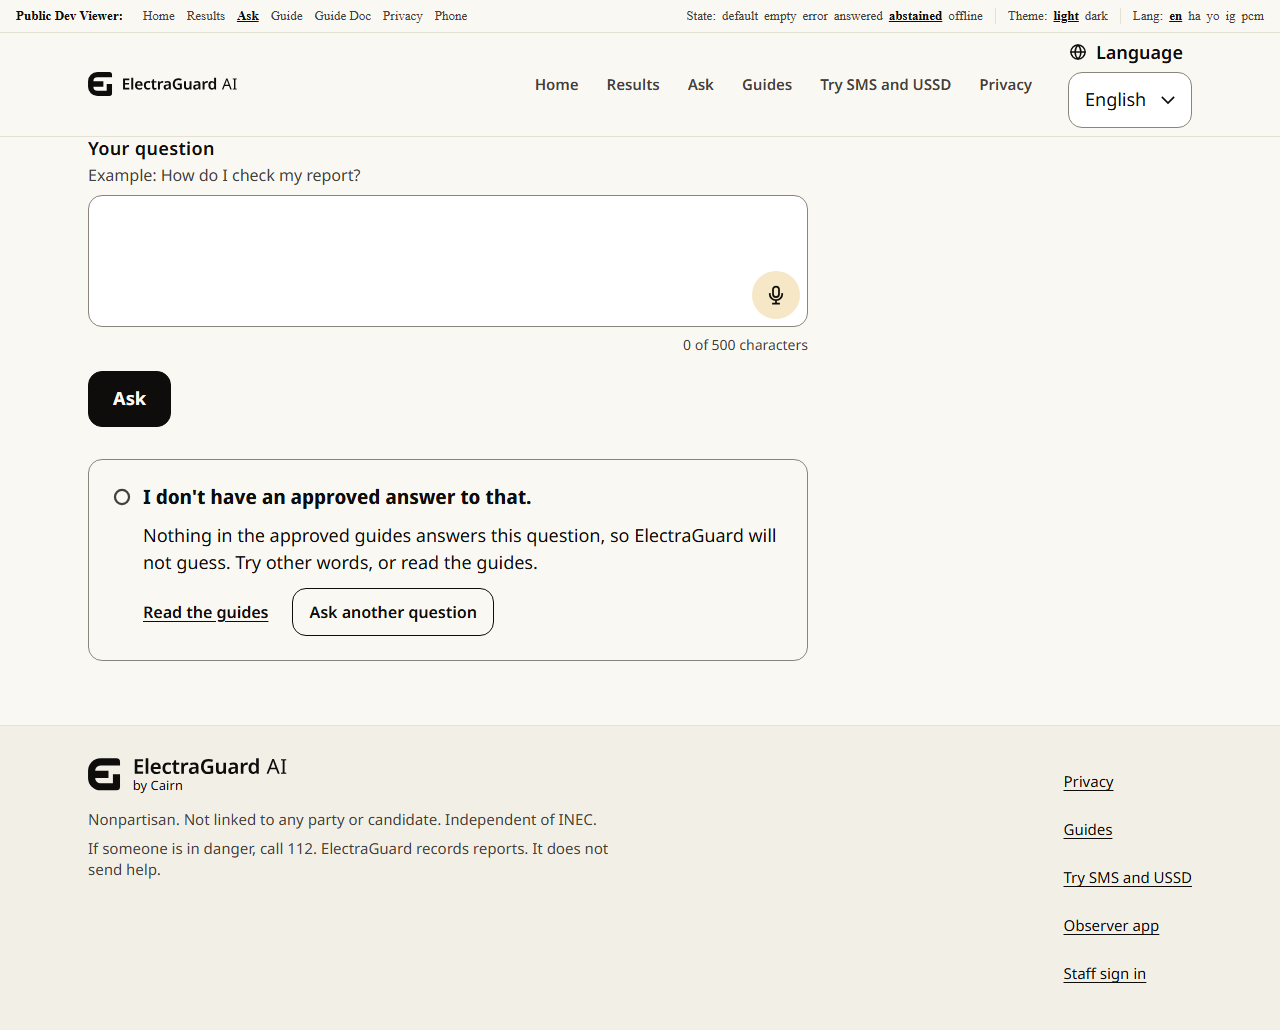 Public Dev Viewer: Home Results Ask Guide Guide Doc Privacy Phone State: default empty error answered abstained offline Theme: light dark Lang: en ha yo ig pcm
Language
ElectraGuard AI
Home Results Ask Guides Try SMS and USSD Privacy
English
Your question
Example: How do I check my report?
0 of 500 characters
Ask
I don't have an approved answer to that.
Nothing in the approved guides answers this question, so ElectraGuard will
not guess. Try other words, or read the guides.
Read the guides Ask another question
ElectraGuard AI
by Cairn
Nonpartisan. Not linked to any party or candidate. Independent of INEC.
If someone is in danger, call 112. ElectraGuard records reports. It does not
send help.
Privacy
Guides
Try SMS and USSD
Observer app
Staff sign in